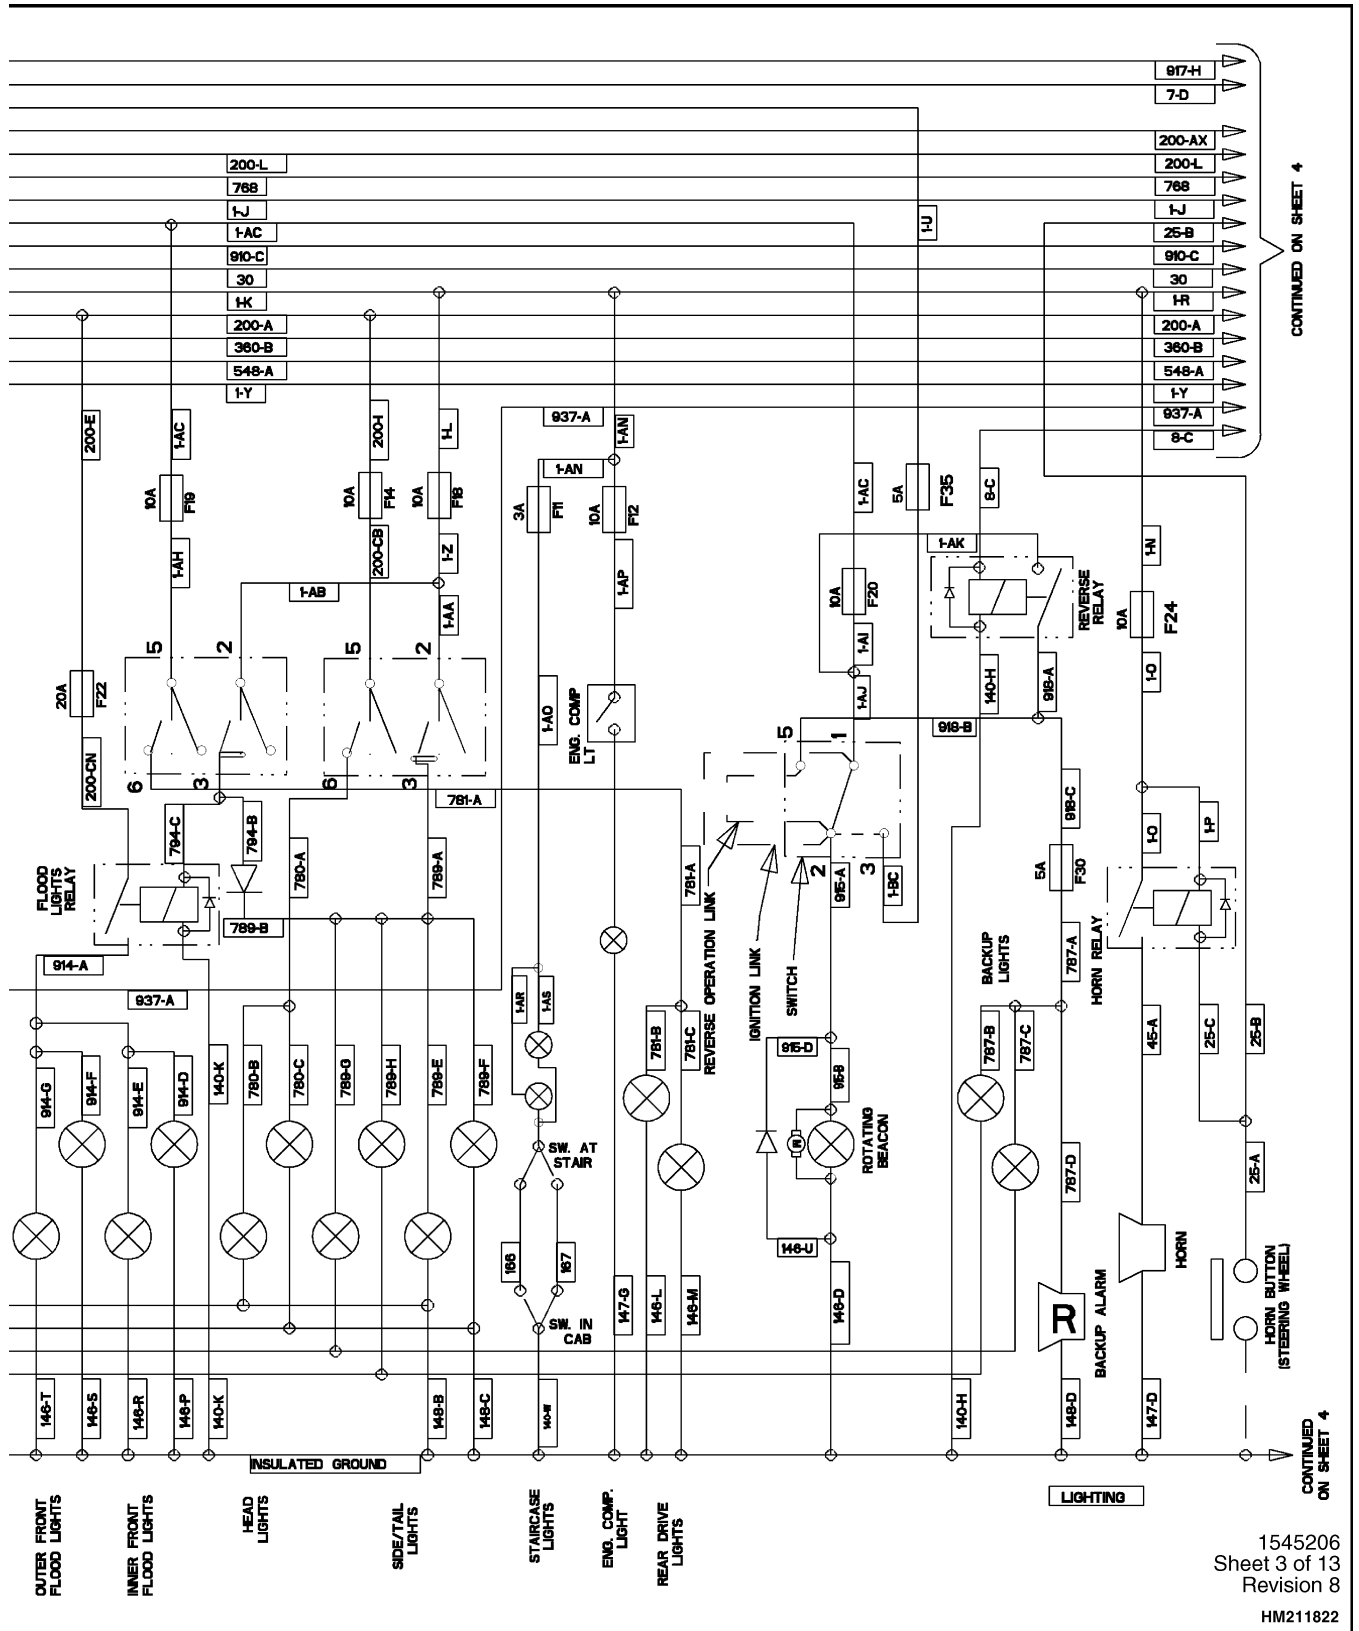 917-H
7-D
200-AX
200-L
200-L
768
768
1-J
1-J
1-U
1-AC
25-B
910-C
910-C
30
30
1-K
1-R
200-A
200-A
360-B
360-B
548-A
548-A
1-Y
1-Y
937-A
937-A
8-C
CONTINUED ON SHEET 4
200-E
1-AC
200-I
1-L
1-AN
1-AN
1-AC
8-C
10A
F19
10A
F14
10A
F18
3A
F11
10A
F12
5A
F35
1-AH
200-CB
1-Z
1-AP
1-AK
1-N
1-AB
1-AA
10A
F20
REVERSE
RELAY
10A
F24
1-AI
5
2
5
2
20A
F22
1-AO
ENG. COMP
LT
1-AJ
140-H
918-A
1-O
918-B
5
1
200-CN
6
3
6
3
781-A
918-C
794-C
794-B
780-A
789-A
781-A
1-O
1-P
FLOOD
LIGHTS
RELAY
2
915-A
3
1-BC
5A
F30
789-B
REVERSE OPERATION LINK
IGNITION LINK
SWITCH
BACKUP
LIGHTS
787-A
HORN RELAY
914-A
937-A
1-AR
1-AS
781-B
781-C
915-D
787-B
787-C
45-A
25-C
25-B
914-G
914-F
914-E
914-D
140-K
780-B
780-C
789-G
789-H
789-E
789-F
915-B
ROTATING
BEACON
SW. AT
STAIR
787-D
25-A
166
167
146-U
HORN
147-G
146-L
146-M
146-D
SW. IN
CAB
R
BACKUP ALARM
HORN BUTTON
(STEERING WHEEL)
146-T
146-S
146-R
146-P
140-K
148-B
148-C
140-W
140-H
148-D
147-D
INSULATED GROUND
CONTINUED
ON SHEET 4
OUTER FRONT
FLOOD LIGHTS
INNER FRONT
FLOOD LIGHTS
HEAD
LIGHTS
SIDE/TAIL
LIGHTS
STAIRCASE
LIGHTS
ENG. COMP.
LIGHT
REAR DRIVE
LIGHTS
LIGHTING
1545206
Sheet 3 of 13
Revision 8
HM211822